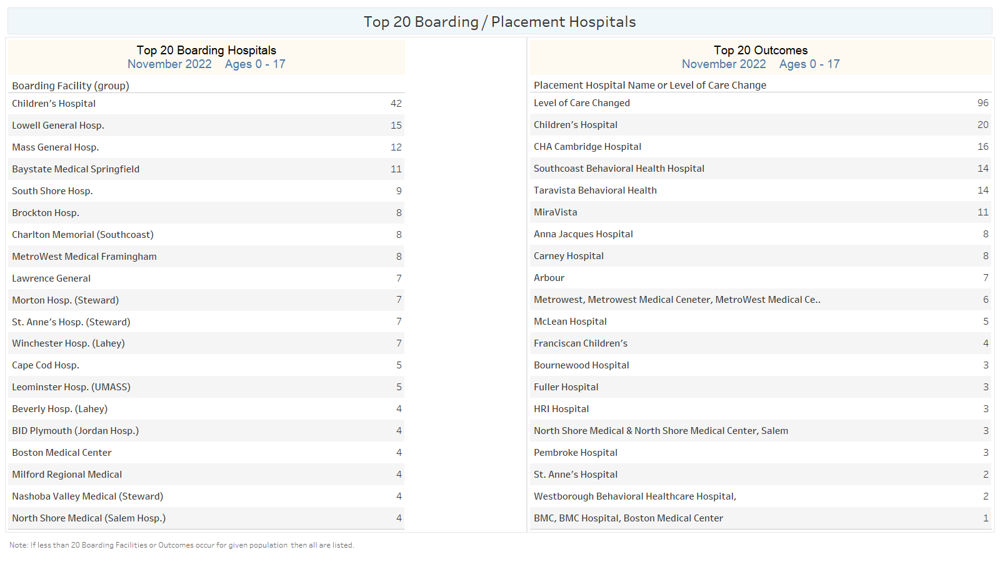 Top 20 Boarding / Placement Hospitals
Top 20 Boarding Hospitals
November 2022 Ages 0 - 17
Boarding Facility (group)
Children's Hospital 42
Lowell General Hosp. 15
Mass General Hosp. 12
Baystate Medical Springfield 11
South Shore Hosp. 9
Brockton Hosp. 8
Charlton Memorial (Southcoast) 8
MetroWest Medical Framingham 8
Lawrence General 7
Morton Hosp. (Steward) 7
St. Anne's Hosp. (Steward) 7
Winchester Hosp. (Lahey) 7
Cape Cod Hosp. 5
Leominster Hosp. (UMASS) 5
Beverly Hosp. (Lahey) 4
BID Plymouth (Jordan Hosp.) 4
Boston Medical Center 4
Milford Regional Medical 4
Nashoba Valley Medical (Steward) 4
North Shore Medical (Salem Hosp.) 4
Top 20 Outcomes
November 2022 Ages 0 - 17
Placement Hospital Name or Level of Care Change
Level of Care Changed 96
Children's Hospital 20
CHA Cambridge Hospital 16
Southcoast Behavioral Health Hospital 14
Taravista Behavioral Health 14
MiraVista 11
Anna Jacques Hospital 8
Carney Hospital 8
Arbour 7
Metrowest, Metrowest Medical Ceneter, MetroWest Medical Ce.. 6
McLean Hospital 5
Franciscan Children's 4
Bournewood Hospital 3
Fuller Hospital 3
HRI Hospital 3
North Shore Medical & North Shore Medical Center, Salem 3
Pembroke Hospital 3
St. Anne's Hospital 2
Westborough Behavioral Healthcare Hospital, 2
BMC, BMC Hospital, Boston Medical Center 1
Note: If less than 20 Boarding Facilities or Outcomes occur for given population then all are listed.